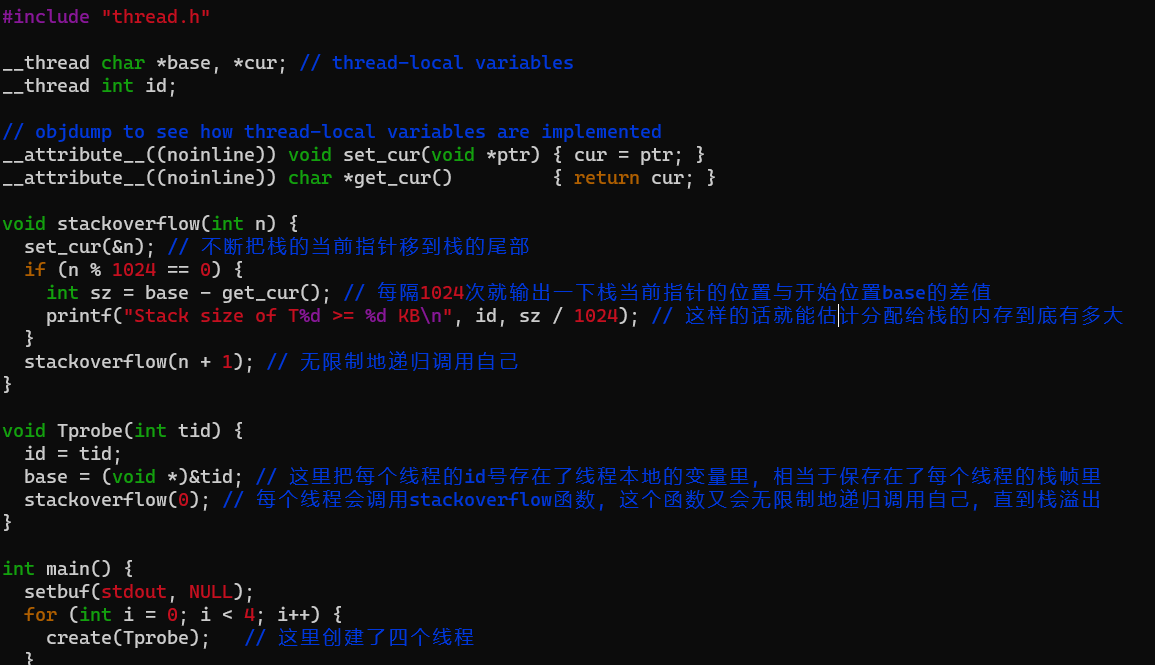 #include "thread.h"
__thread char *base, *cur; // thread-local variables
__thread int id;
// objdump to see how thread-local variables are implemented
__attribute__((noinline)) void set_cur(void *ptr) { cur = ptr; }
__attribute__((noinline)) char *get_cur()         { return cur; }
void stackoverflow(int n) {
  set_cur(&n); // 不断把栈的当前指针移到栈的尾部
  if (n % 1024 == 0) {
    int sz = base - get_cur(); // 每隔1024次就输出一下栈当前指针的位置与开始位置base的差值
    printf("Stack size of T%d >= %d KB\n", id, sz / 1024); // 这样的话就能估计分配给栈的内存到底有多大
  }
  stackoverflow(n + 1); // 无限制地递归调用自己
}
void Tprobe(int tid) {
  id = tid;
  base = (void *)&tid; // 这里把每个线程的id号存在了线程本地的变量里，相当于保存在了每个线程的栈帧里
  stackoverflow(0); // 每个线程会调用stackoverflow函数，这个函数又会无限制地递归调用自己，直到栈溢出
}
int main() {
  setbuf(stdout, NULL);
  for (int i = 0; i < 4; i++) {
    create(Tprobe);   // 这里创建了四个线程
  }